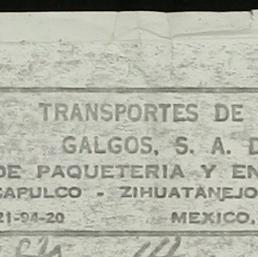 TRANSPORTES DE
GALGOS, S. A. D
DE PAQUETERIA Y EN
CAPULCO - ZIHUATANEJO
21-94-20 MEXICO,